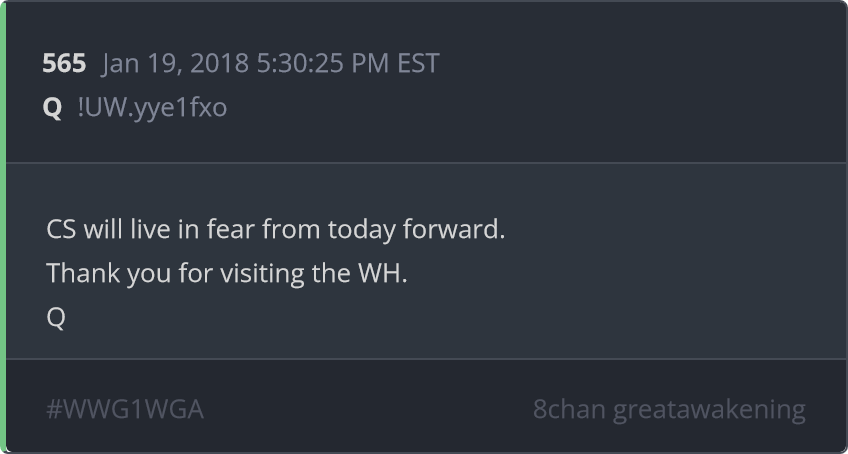 565 Jan 19, 2018 5:30:25 PM EST
Q !UW.yye1fxo
CS will live in fear from today forward.
Thank you for visiting the WH.
Q
#WWG1WGA 8chan greatawakening